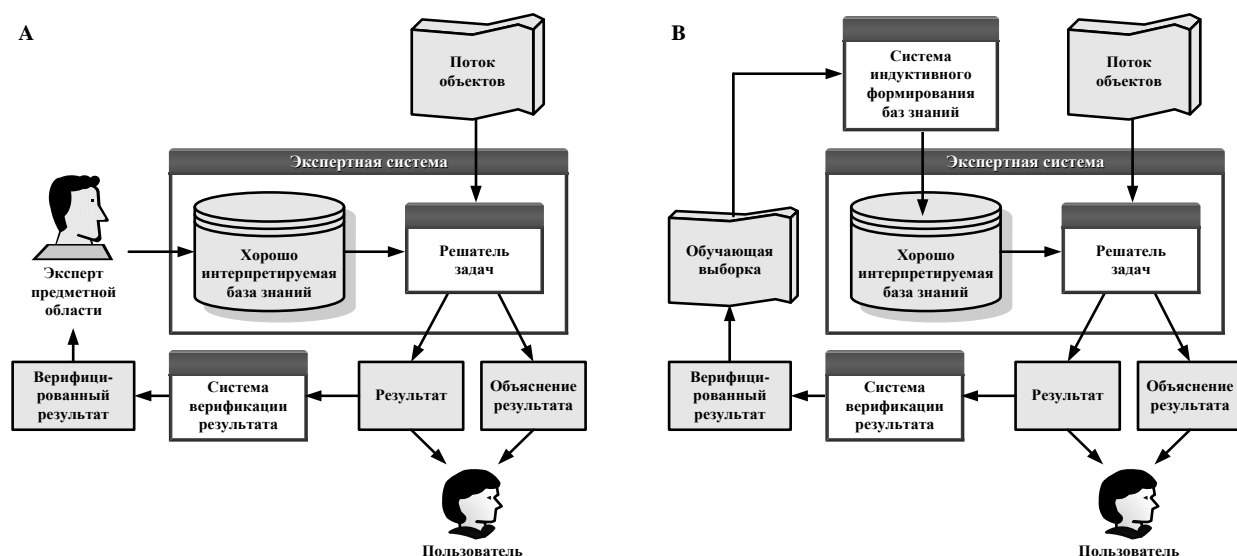 А
Поток
объектов
Экспертная система
Хорошо
интерпретируемая
база знаний
Решатель
задач
Эксперт
предметной
области
Верифици-
рованный
результат
Система
верификации
результата
Результат
Объяснение
результата
Пользователь
В
Система
индуктивного
формирования
баз знаний
Поток
объектов
Экспертная система
Обучающая
выборка
Хорошо
интерпретируемая
база знаний
Решатель
задач
Верифици-
рованный
результат
Система
верификации
результата
Результат
Объяснение
результата
Пользователь